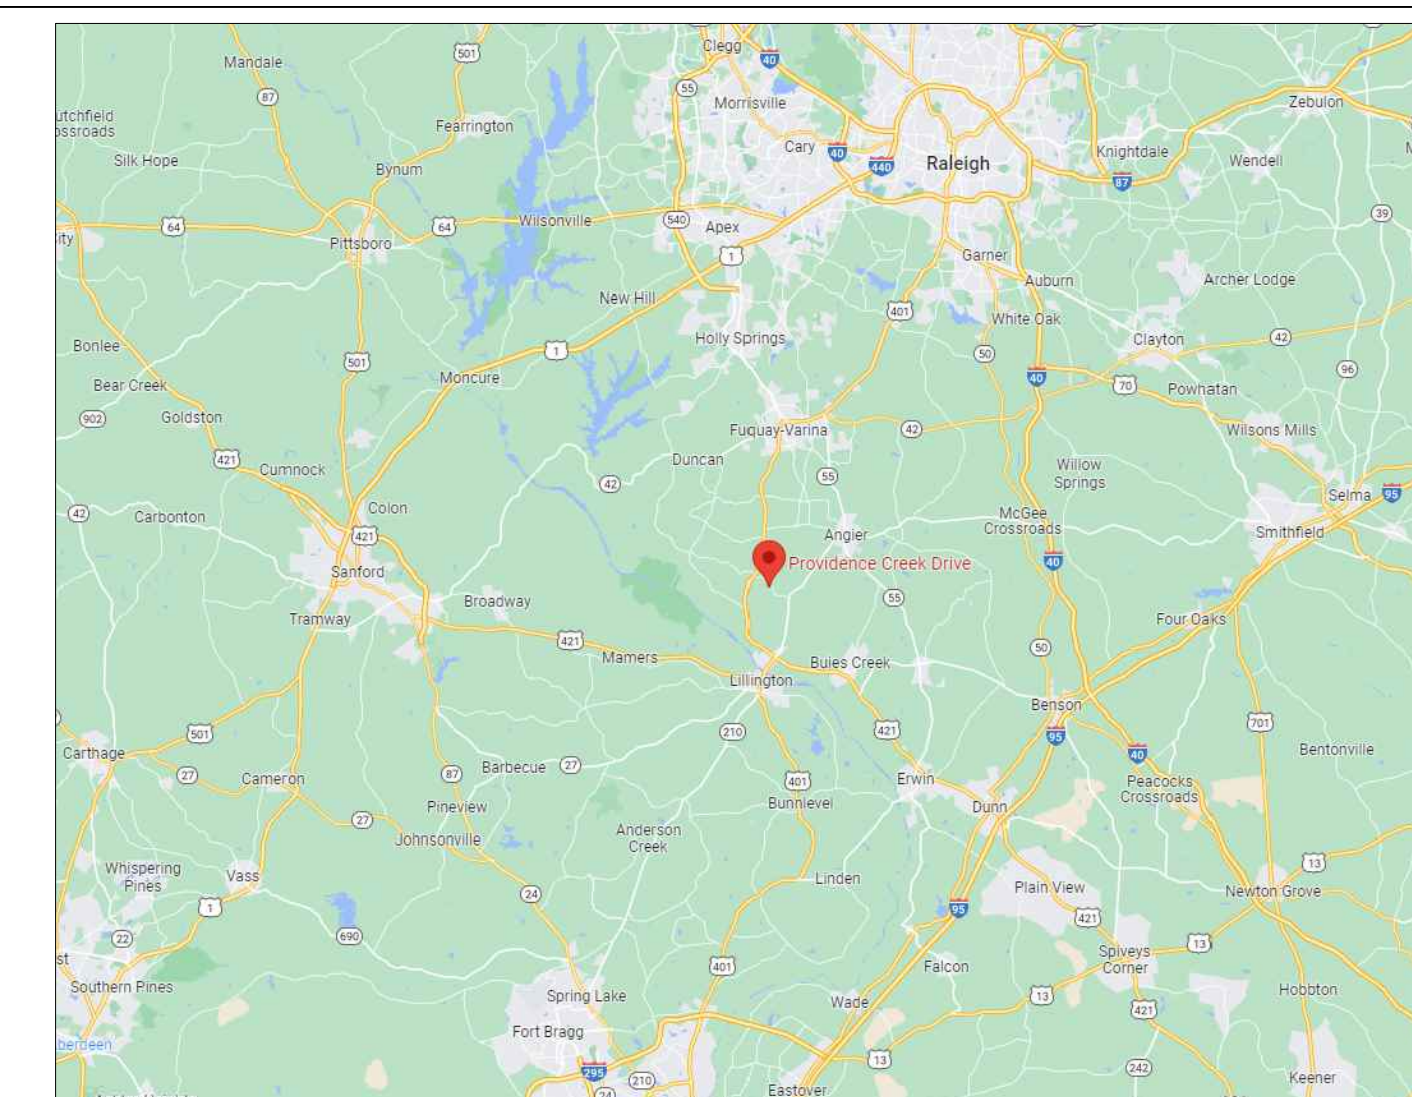 Clegg
501
40
Mandale
55
87
Morrisville
Zebulon
utchfield
ossroads
Fearrington
Cary
40
440
Raleigh
Knightdale
Wendell
Silk Hope
Bynum
87
39
64
64
Wilsonville
540
Apex
ity
Pittsboro
1
Garner
Auburn
Archer Lodge
New Hill
401
White Oak
Holly Springs
Clayton
42
Bonlee
501
1
50
96
Bear Creek
Moncure
40
70
Powhatan
902
Goldston
Fuquay-Varina
42
Wilsons Mills
421
Cumnock
Duncan
55
Willow
Springs
42
Selma
95
42
Carbonton
Colon
421
McGee
Crossroads
Angier
Smithfield
Sanford
Providence Creek Drive
40
Broadway
55
Tramway
Four Oaks
421
Mamers
50
Buies Creek
Lillington
Benson
501
210
421
95
701
Carthage
40
Bentonville
27
Cameron
87
Barbecue
27
401
Erwin
Peacocks
Crossroads
Pineview
Bunnlevel
Dunn
27
Johnsonville
Anderson
Creek
13
Whispering
Pines
Vass
Linden
Plain View
Newton Grove
24
1
95
421
22
690
13
Spiveys
Corner
st
401
Falcon
Southern Pines
Spring Lake
Wade
13
Hobbton
421
Fort Bragg
berdeen
13
295
210
242
Keener
24
Eastover